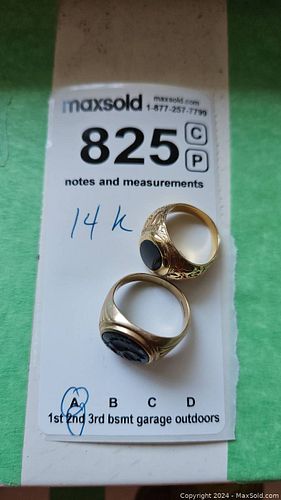 maxsold maxsold.com
1-877-257-7799
825 C
P
notes and measurements
14 k
A B C D
1st 2nd 3rd bsmt garage outdoors
Copyright © 2024 - MaxSold.com